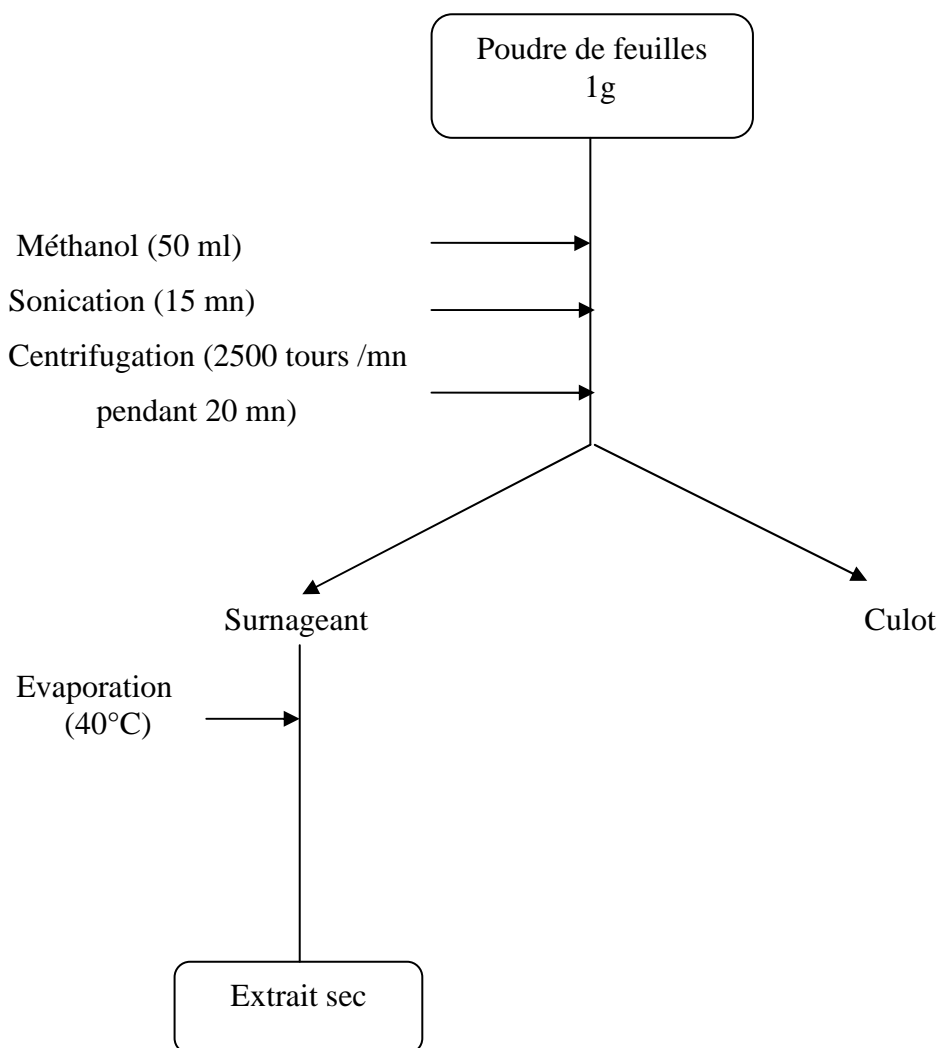 Poudre de feuilles
1g
Méthanol (50 ml)
Sonication (15 mn)
Centrifugation (2500 tours /mn
pendant 20 mn)
Surnageant
Culot
Evaporation
(40°C)
Extrait sec